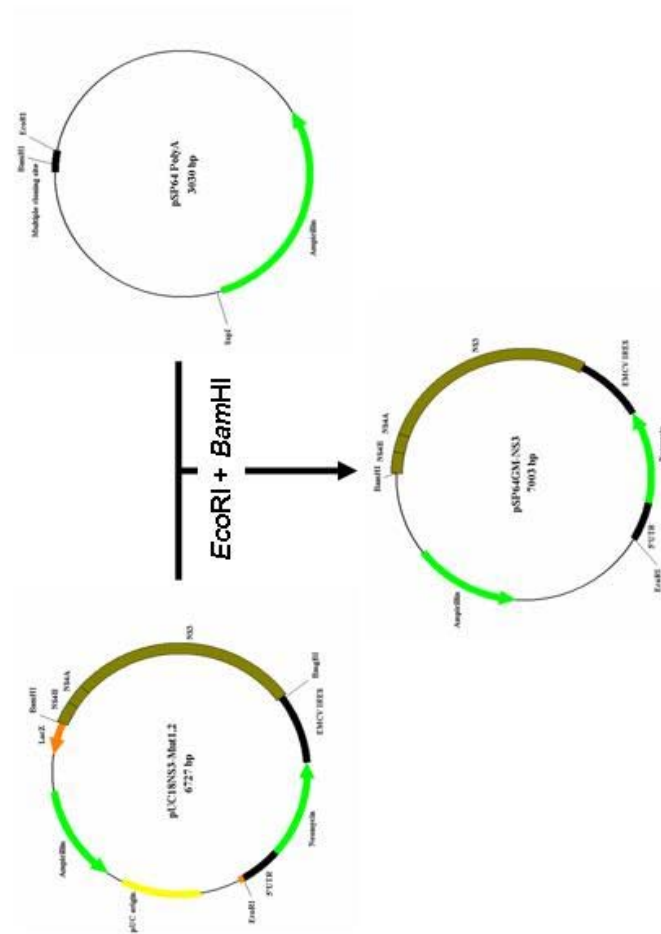 pUC18NS3-Mut1,2
6727 bp
EcoRI
5'UTR
Neomycin
EMCV IRES
BmgBI
NS3
NS4A
NS4B
BamHI
LacZ
Ampicillin
pUC origin
EcoRI + BamHI
pSP64 PolyA
3030 bp
Multiple cloning site
BamHI
EcoRI
Ampicillin
SspI
pSP64GM-NS3
7003 bp
BamHI
NS4B
NS4A
NS3
EMCV IRES
5'UTR
EcoRI
Ampicillin